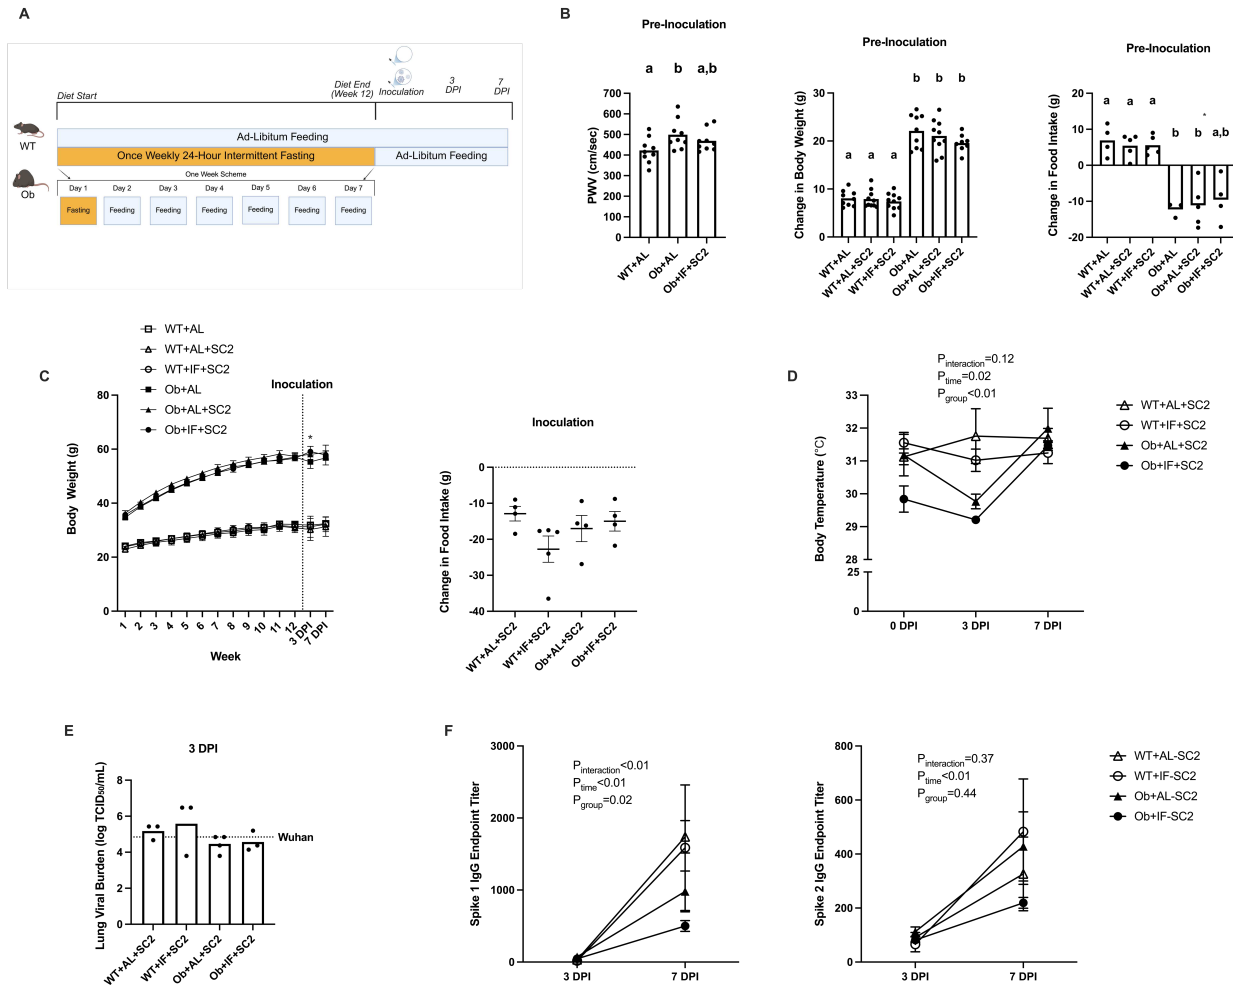 A
Diet Start
Diet End
(Week 12)
Inoculation
3
DPI
7
DPI
WT
Ob
Ad-Libitum Feeding
Once Weekly 24-Hour Intermittent Fasting
Ad-Libitum Feeding
One Week Scheme
Day 1
Day 2
Day 3
Day 4
Day 5
Day 6
Day 7
Fasting
Feeding
Feeding
Feeding
Feeding
Feeding
Feeding
B
Pre-Inoculation
a
b
a,b
PWV (cm/sec)
700
600
500
400
300
200
100
0
WT+AL
Ob+AL
Ob+IF+SC2
Pre-Inoculation
Change in Body Weight (g)
30
20
10
0
a
a
a
b
b
b
WT+AL
WT+AL+SC2
WT+IF+SC2
Ob+AL
Ob+AL+SC2
Ob+IF+SC2
Pre-Inoculation
Change in Food Intake (g)
20
10
0
-10
-20
a
a
a
b
b
*
a,b
WT+AL
WT+AL+SC2
WT+IF+SC2
Ob+AL
Ob+AL+SC2
Ob+IF+SC2
C
WT+AL
WT+AL+SC2
WT+IF+SC2
Ob+AL
Ob+AL+SC2
Ob+IF+SC2
Inoculation
*
Body Weight (g)
80
60
40
20
0
1
2
3
4
5
6
7
8
9
10
11
12
3 DPI
7 DPI
Week
Inoculation
Change in Food Intake (g)
0
-10
-20
-30
-40
WT+AL+SC2
WT+IF+SC2
Ob+AL+SC2
Ob+IF+SC2
D
Pinteraction=0.12
Ptime=0.02
Pgroup<0.01
Body Temperature (°C)
33
32
31
30
29
28
25
0
0 DPI
3 DPI
7 DPI
WT+AL+SC2
WT+IF+SC2
Ob+AL+SC2
Ob+IF+SC2
E
3 DPI
Lung Viral Burden (log TCID50/mL)
8
6
4
2
0
Wuhan
WT+AL+SC2
WT+IF+SC2
Ob+AL+SC2
Ob+IF+SC2
F
Spike 1 IgG Endpoint Titer
3000
2000
1000
0
Pinteraction<0.01
Ptime<0.01
Pgroup=0.02
3 DPI
7 DPI
Spike 2 IgG Endpoint Titer
800
600
400
200
0
Pinteraction=0.37
Ptime<0.01
Pgroup=0.44
3 DPI
7 DPI
WT+AL-SC2
WT+IF-SC2
Ob+AL-SC2
Ob+IF-SC2